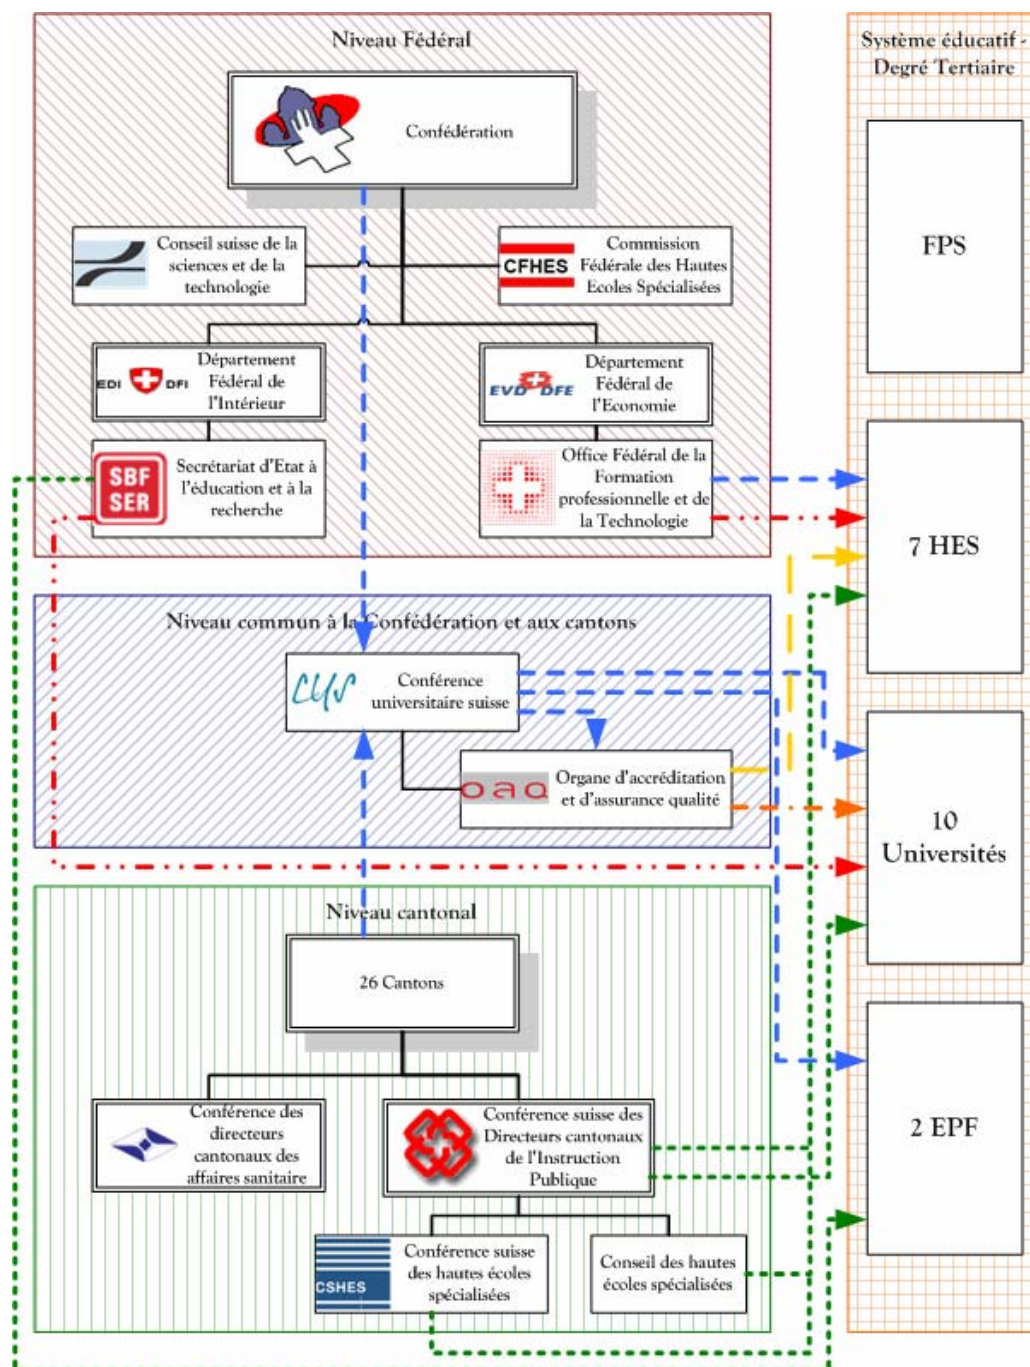 Niveau Fédéral
Confédération
Conseil suisse de la
sciences et de la
technologie
CFHES
Commission
Fédérale des Hautes
Ecoles Spécialisées
EDI DFI
Département
Fédéral de
l'Intérieur
EVD DFE
Département
Fédéral de
l'Economie
SBF
SER
Secrétariat d'Etat à
l'éducation et à la
recherche
Office Fédéral de la
Formation
professionnelle et de
la Technologie
Niveau commun à la Confédération et aux cantons
Conférence
universitaire suisse
oaq
Organe d'accréditation
et d'assurance qualité
Niveau cantonal
26 Cantons
Conférence des
directeurs
cantonaux des
affaires sanitaire
Conférence suisse des
Directeurs cantonaux
de l'Instruction
Publique
CSHES
Conférence suisse
des hautes écoles
spécialisées
Conseil des hautes
écoles spécialisées
Système éducatif -
Degré Tertiaire
FPS
7 HES
10
Universités
2 EPF